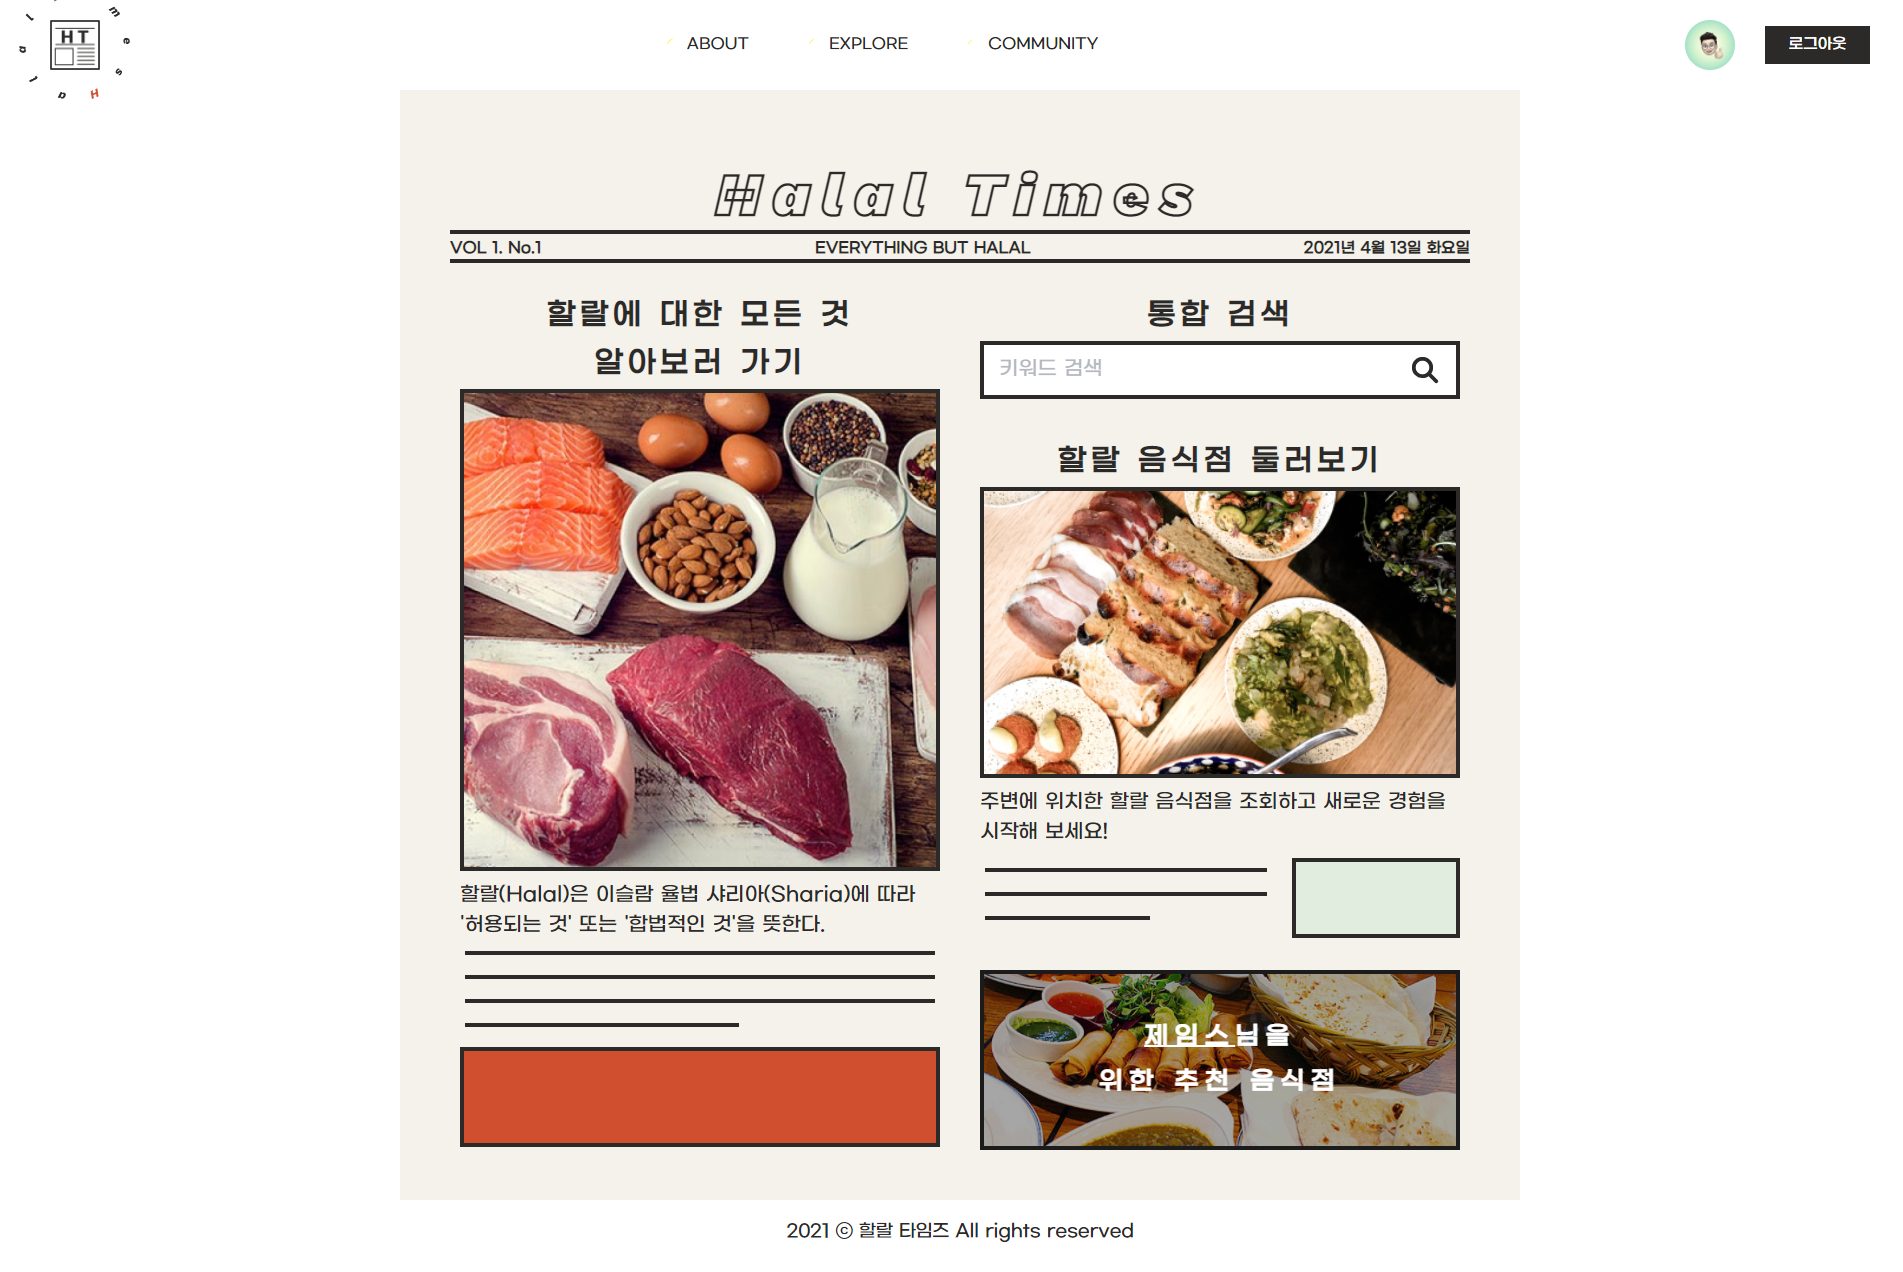 HT
Halal Times
ABOUT
EXPLORE
COMMUNITY
로그아웃
Halal Times
VOL 1. No.1
EVERYTHING BUT HALAL
2021년 4월 13일 화요일
할랄에 대한 모든 것
알아보러 가기
할랄(Halal)은 이슬람 율법 샤리아(Sharia)에 따라
'허용되는 것' 또는 '합법적인 것'을 뜻한다.
통합 검색
키워드 검색
할랄 음식점 둘러보기
주변에 위치한 할랄 음식점을 조회하고 새로운 경험을
시작해 보세요!
제임스님을
위한 추천 음식점
2021 ⓒ 할랄 타임즈 All rights reserved